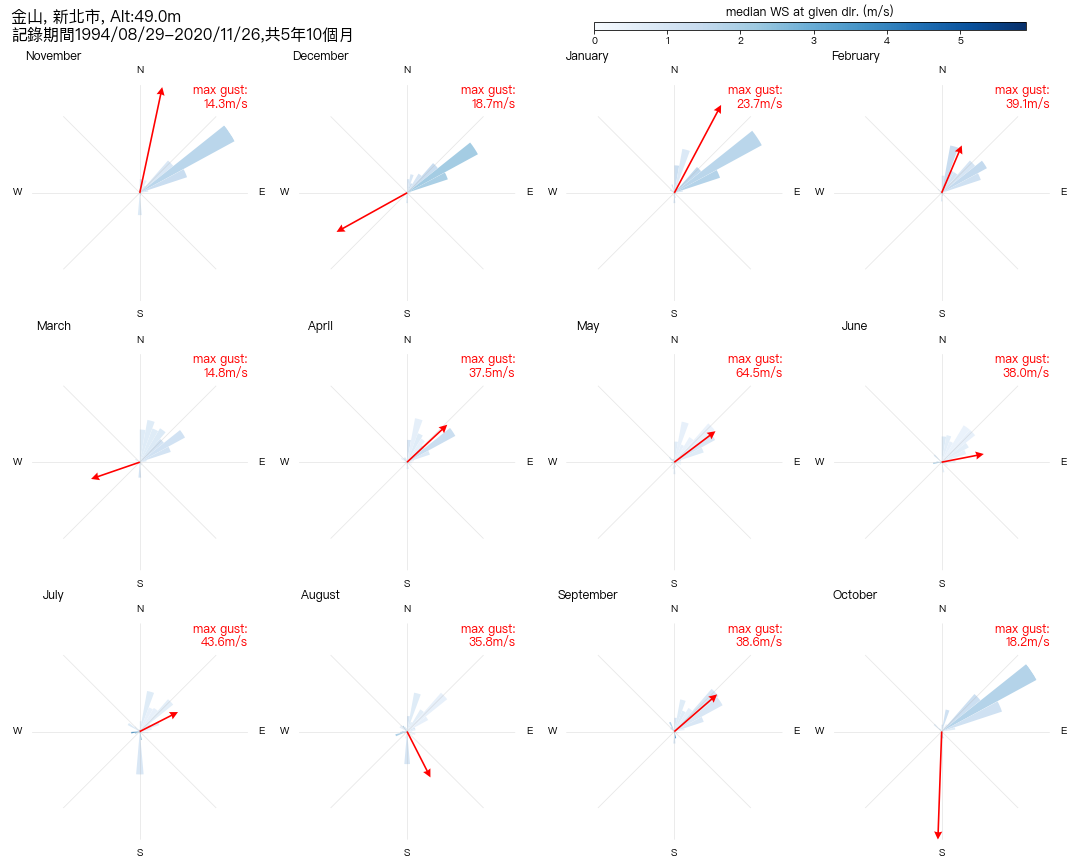 金山, 新北市, Alt:49.0m
記錄期間1994/08/29−2020/11/26,共5年10個月
median WS at given dir. (m/s)
0 1 2 3 4 5
November
N
max gust:
14.3m/s
W E
S
December
N
max gust:
18.7m/s
W E
S
January
N
max gust:
23.7m/s
W E
S
February
N
max gust:
39.1m/s
W E
S
March
N
max gust:
14.8m/s
W E
S
April
N
max gust:
37.5m/s
W E
S
May
N
max gust:
64.5m/s
W E
S
June
N
max gust:
38.0m/s
W E
S
July
N
max gust:
43.6m/s
W E
S
August
N
max gust:
35.8m/s
W E
S
September
N
max gust:
38.6m/s
W E
S
October
N
max gust:
18.2m/s
W E
S